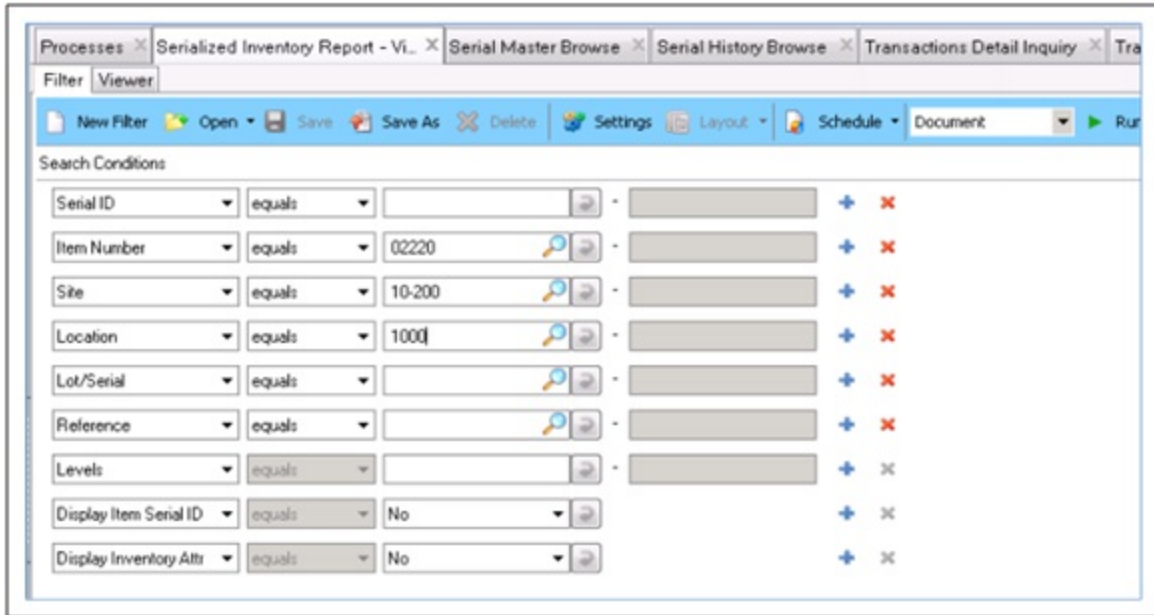 Processes Serialized Inventory Report - Vi... Serial Master Browse Serial History Browse Transactions Detail Inquiry Tra
Filter Viewer
New Filter Open Save Save As Delete Settings Layout Schedule Document Run
Search Conditions
Serial ID equals -
Item Number equals 02220 -
Site equals 10-200 -
Location equals 1000 -
Lot/Serial equals -
Reference equals -
Levels equals -
Display Item Serial ID equals No
Display Inventory Attr equals No